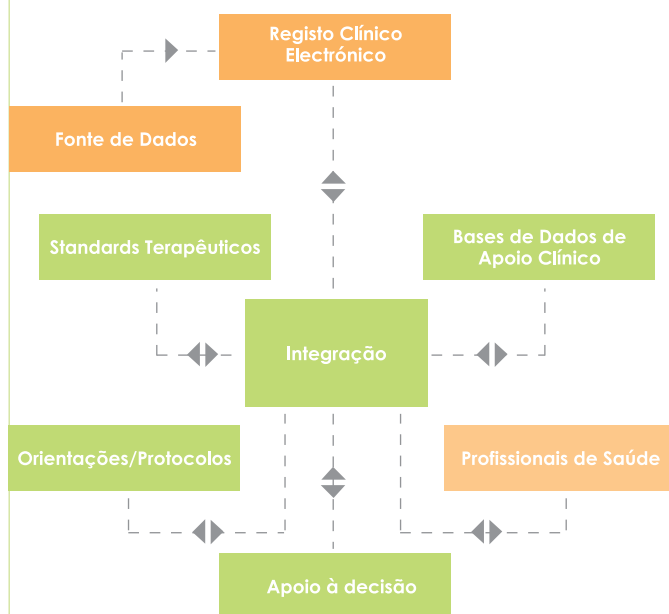 Registo Clínico
Electrónico
Fonte de Dados
Standards Terapêuticos
Bases de Dados de
Apoio Clínico
Integração
Orientações/Protocolos
Profissionais de Saúde
Apoio à decisão